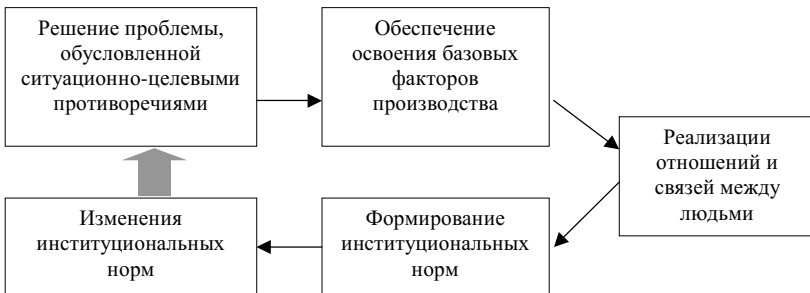 Решение проблемы,
обусловленной
ситуационно-целевыми
противоречиями
Обеспечение
освоения базовых
факторов
производства
Реализации
отношений и
связей между
людьми
Формирование
институциональных
норм
Изменения
институциональных
норм